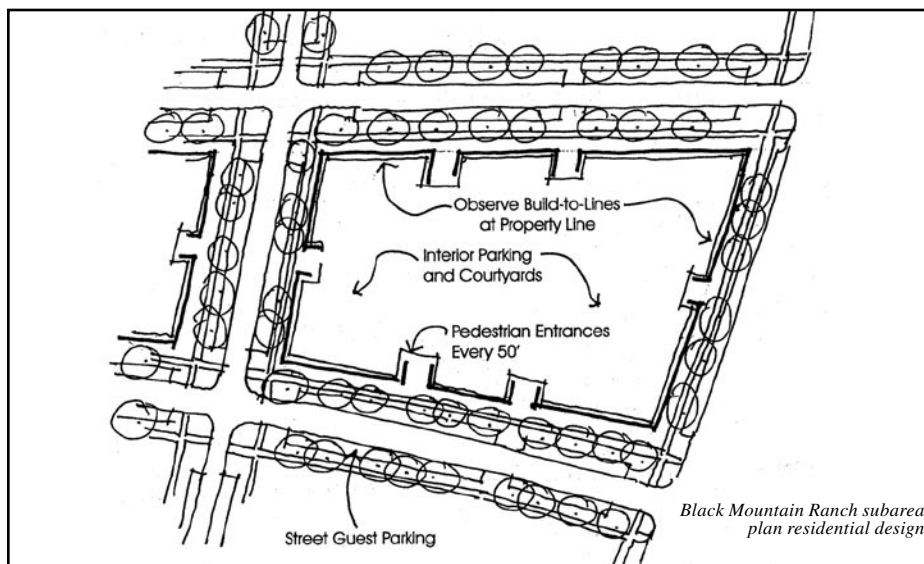 Observe Build-to-Lines
at Property Line
Interior Parking
and Courtyards
Pedestrian Entrances
Every 50'
Street Guest Parking
Black Mountain Ranch subarea
plan residential design